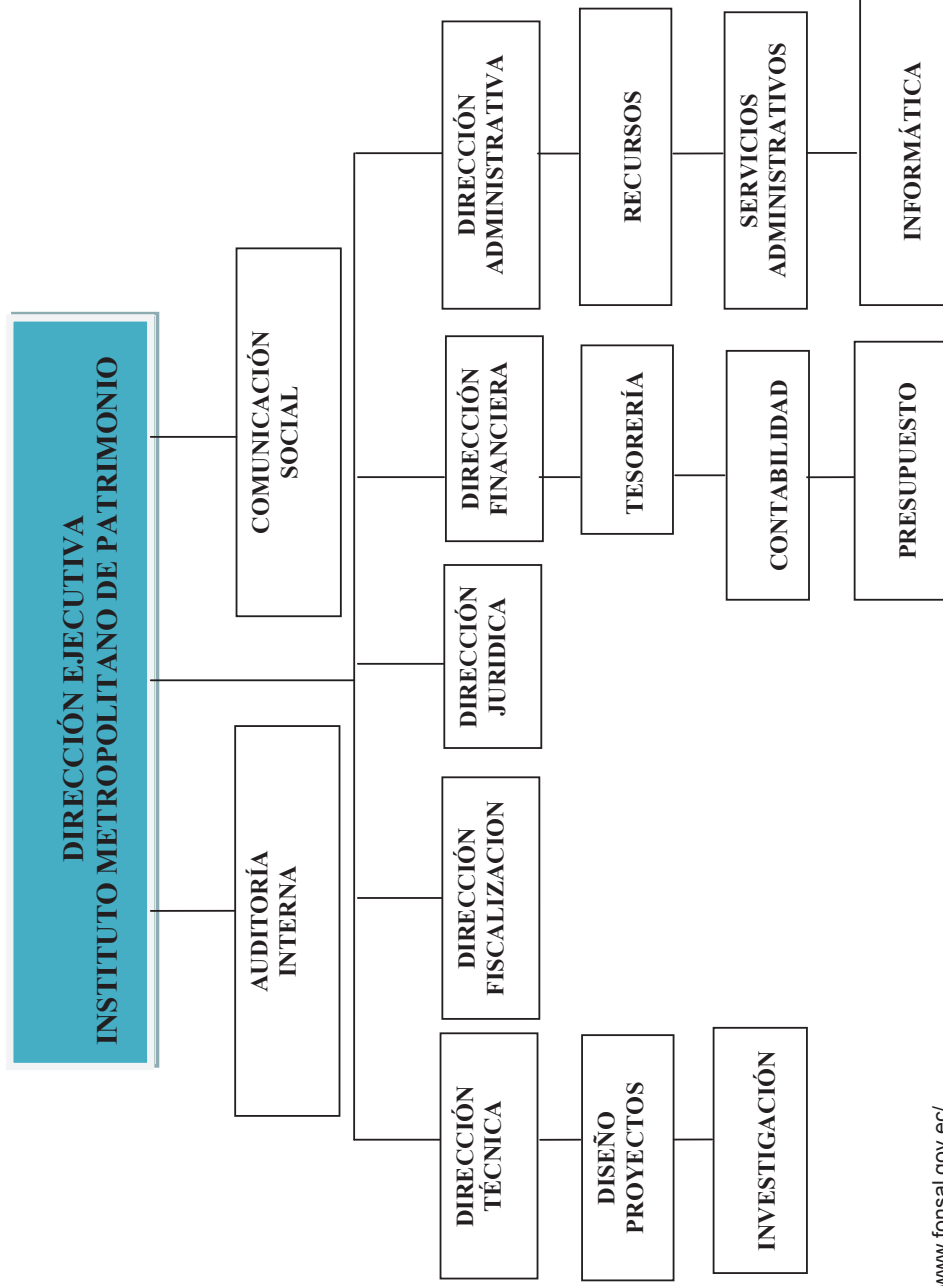 DIRECCIÓN EJECUTIVA
INSTITUTO METROPOLITANO DE PATRIMONIO
AUDITORÍA
INTERNA
COMUNICACIÓN
SOCIAL
DIRECCIÓN
TÉCNICA
DIRECCIÓN
FISCALIZACION
DIRECCIÓN
JURIDICA
DIRECCIÓN
FINANCIERA
DIRECCIÓN
ADMINISTRATIVA
DISEÑO
PROYECTOS
TESORERÍA
RECURSOS
INVESTIGACIÓN
CONTABILIDAD
SERVICIOS
ADMINISTRATIVOS
PRESUPUESTO
INFORMÁTICA
www.fonsal.gov.ec/